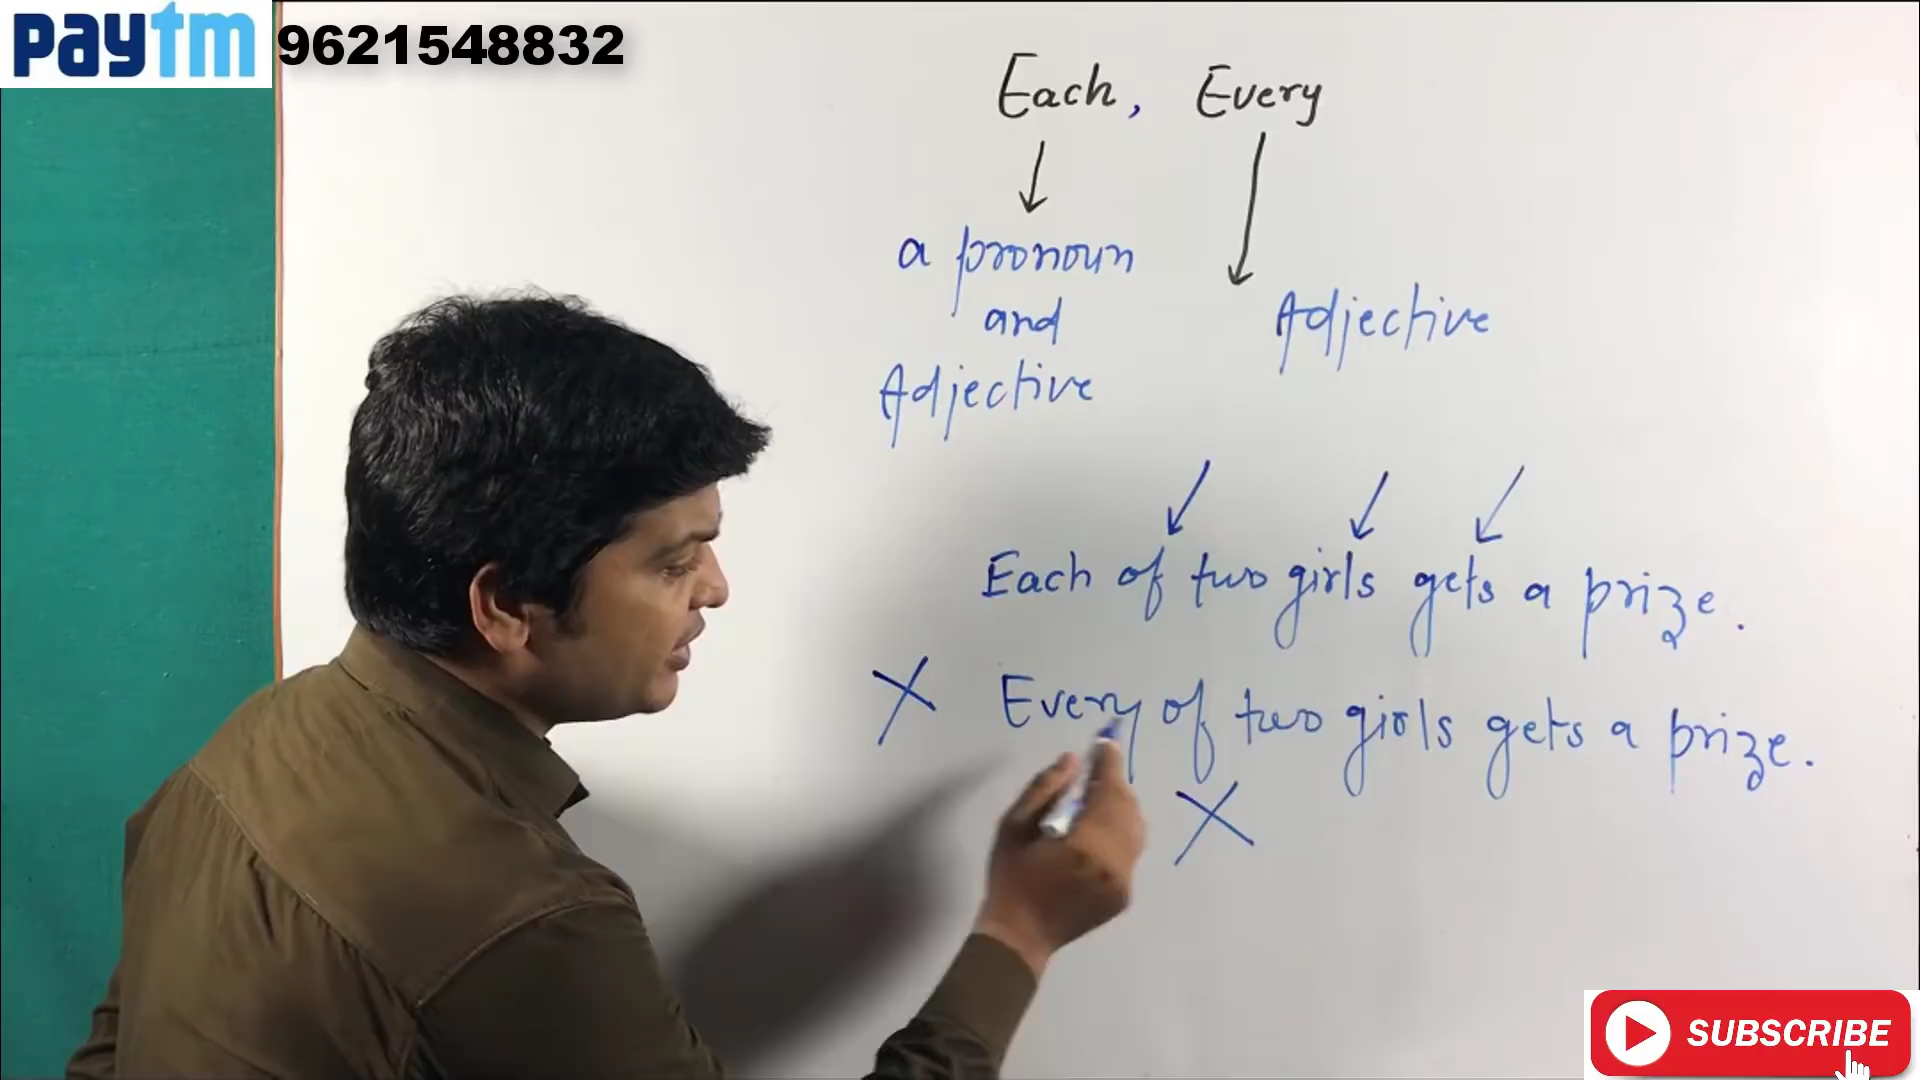 paytm 9621548832
Each, Every
a pronoun
and
Adjective
Adjective
Each of two girls gets a prize.
Every of two girls gets a prize.
SUBSCRIBE